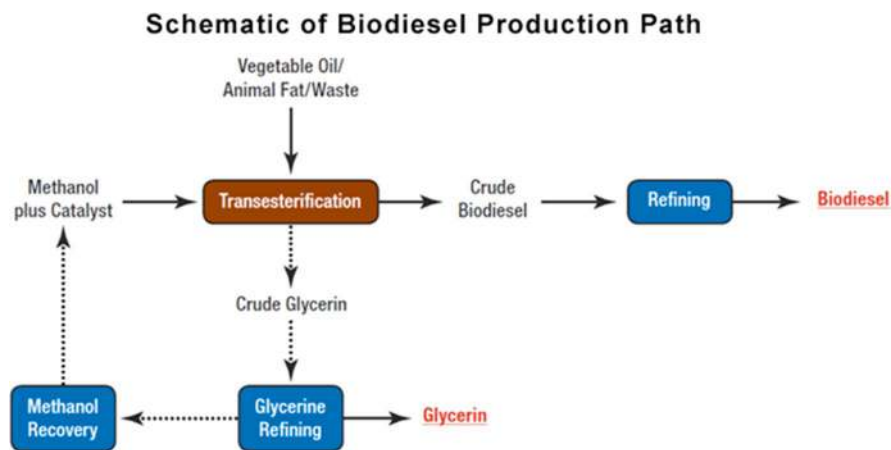 Schematic of Biodiesel Production Path
Vegetable Oil/
Animal Fat/Waste
Methanol
plus Catalyst
Transesterification
Crude
Biodiesel
Refining
Biodiesel
Crude Glycerin
Methanol
Recovery
Glycerine
Refining
Glycerin